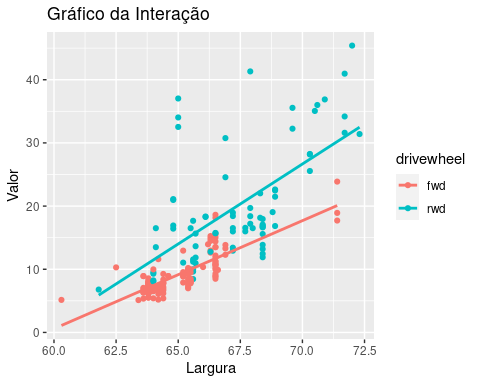 Gráfico da Interação
Valor
40
30
20
10
0
60.0 62.5 65.0 67.5 70.0 72.5
Largura
drivewheel
fwd
rwd